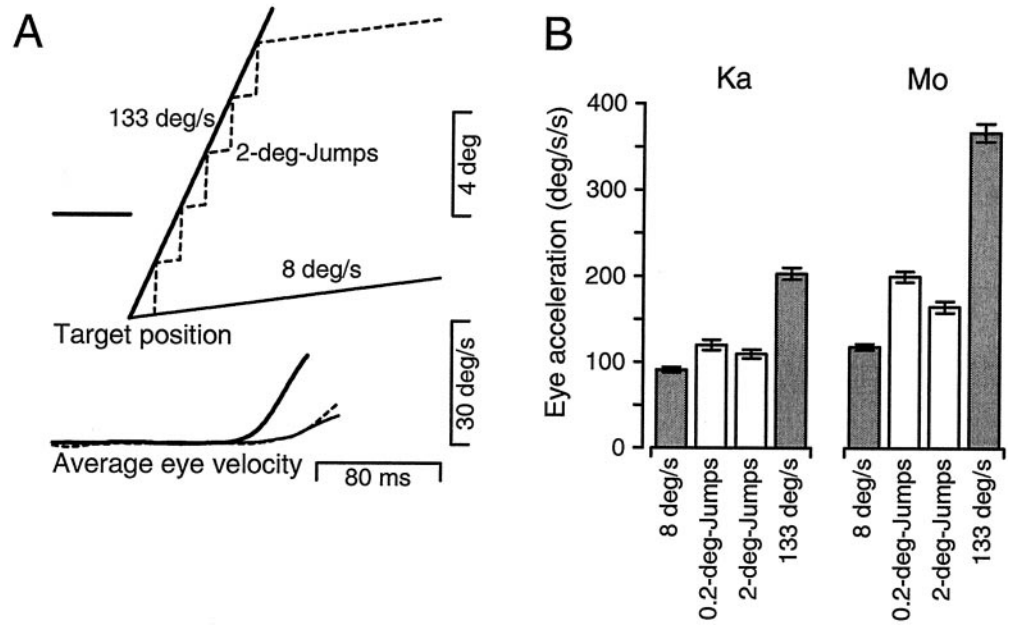 A
133 deg/s
2-deg-Jumps
4 deg
8 deg/s
Target position
30 deg/s
Average eye velocity
80 ms
B
Ka
Mo
Eye acceleration (deg/s/s)
400
300
200
100
0
8 deg/s
0.2-deg-Jumps
2-deg-Jumps
133 deg/s
8 deg/s
0.2-deg-Jumps
2-deg-Jumps
133 deg/s